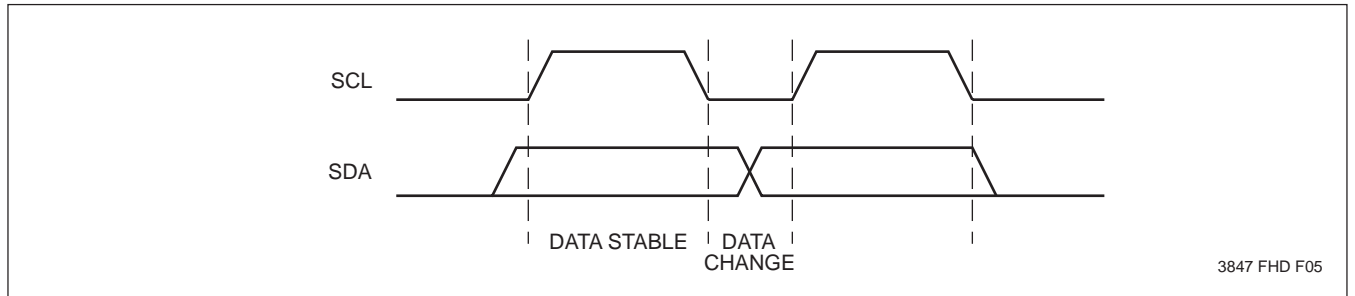 SCL
SDA
DATA STABLE
DATA
CHANGE
3847 FHD F05